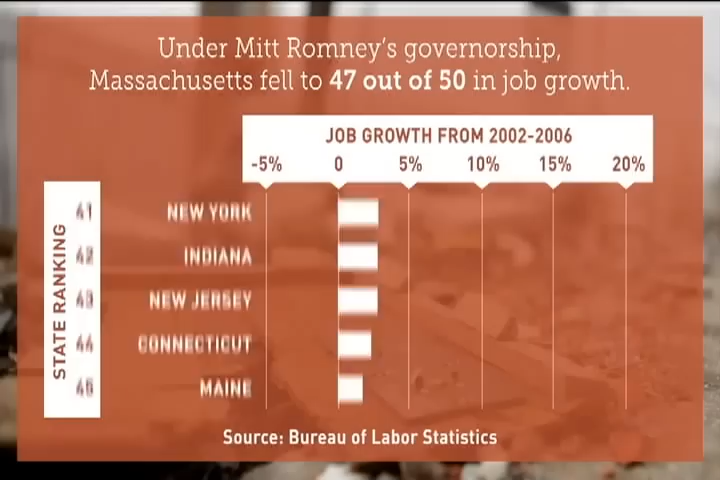 Under Mitt Romney's governorship,
Massachusetts fell to 47 out of 50 in job growth.
JOB GROWTH FROM 2002-2006
-5% 0 5% 10% 15% 20%
STATE RANKING
41 NEW YORK
42 INDIANA
43 NEW JERSEY
44 CONNECTICUT
45 MAINE
Source: Bureau of Labor Statistics